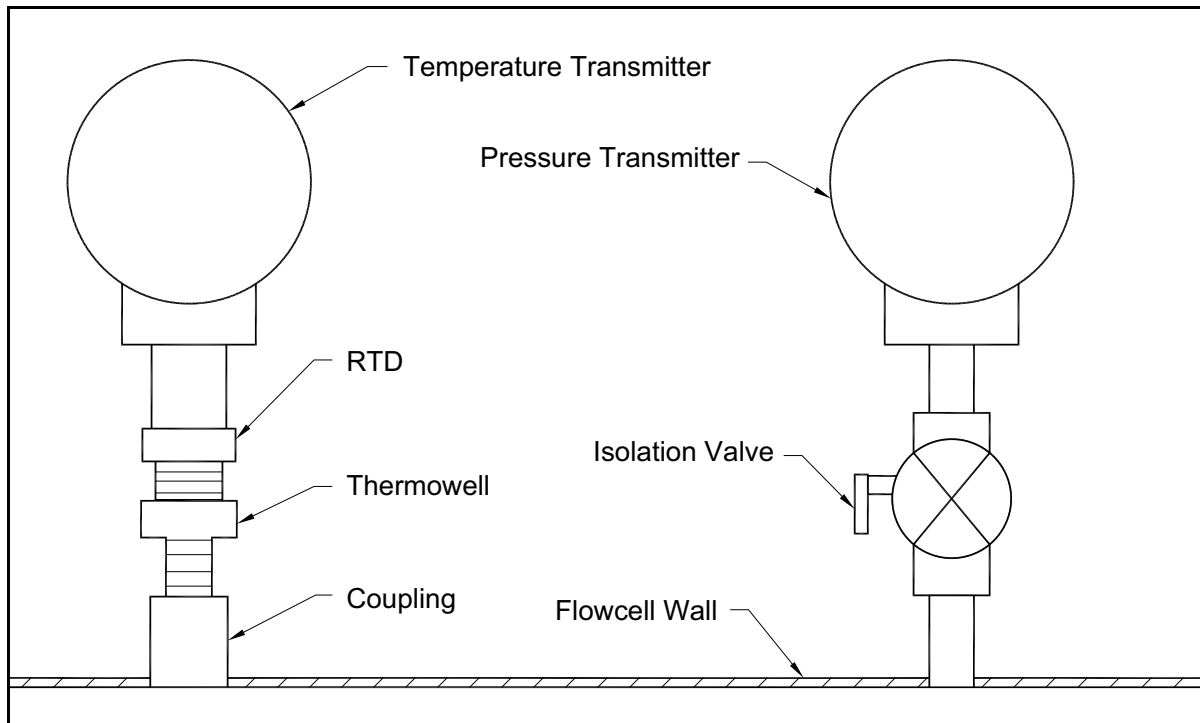 Temperature Transmitter
Pressure Transmitter
RTD
Isolation Valve
Thermowell
Coupling
Flowcell Wall